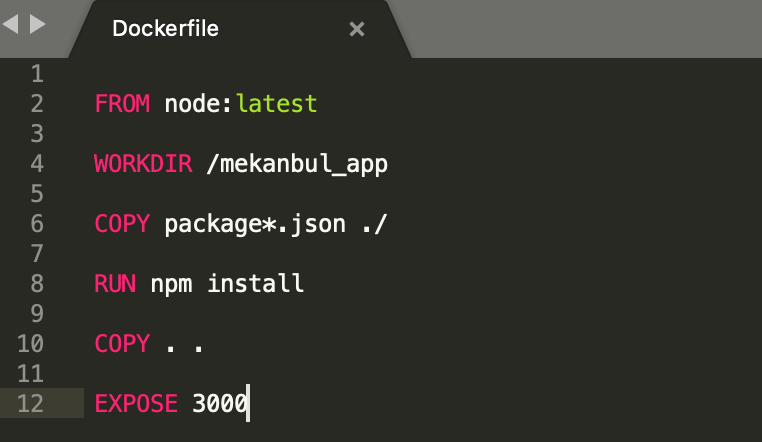 Dockerfile ×
1
2 FROM node:latest
3
4 WORKDIR /mekanbul_app
5
6 COPY package*.json ./
7
8 RUN npm install
9
10 COPY . .
11
12 EXPOSE 3000